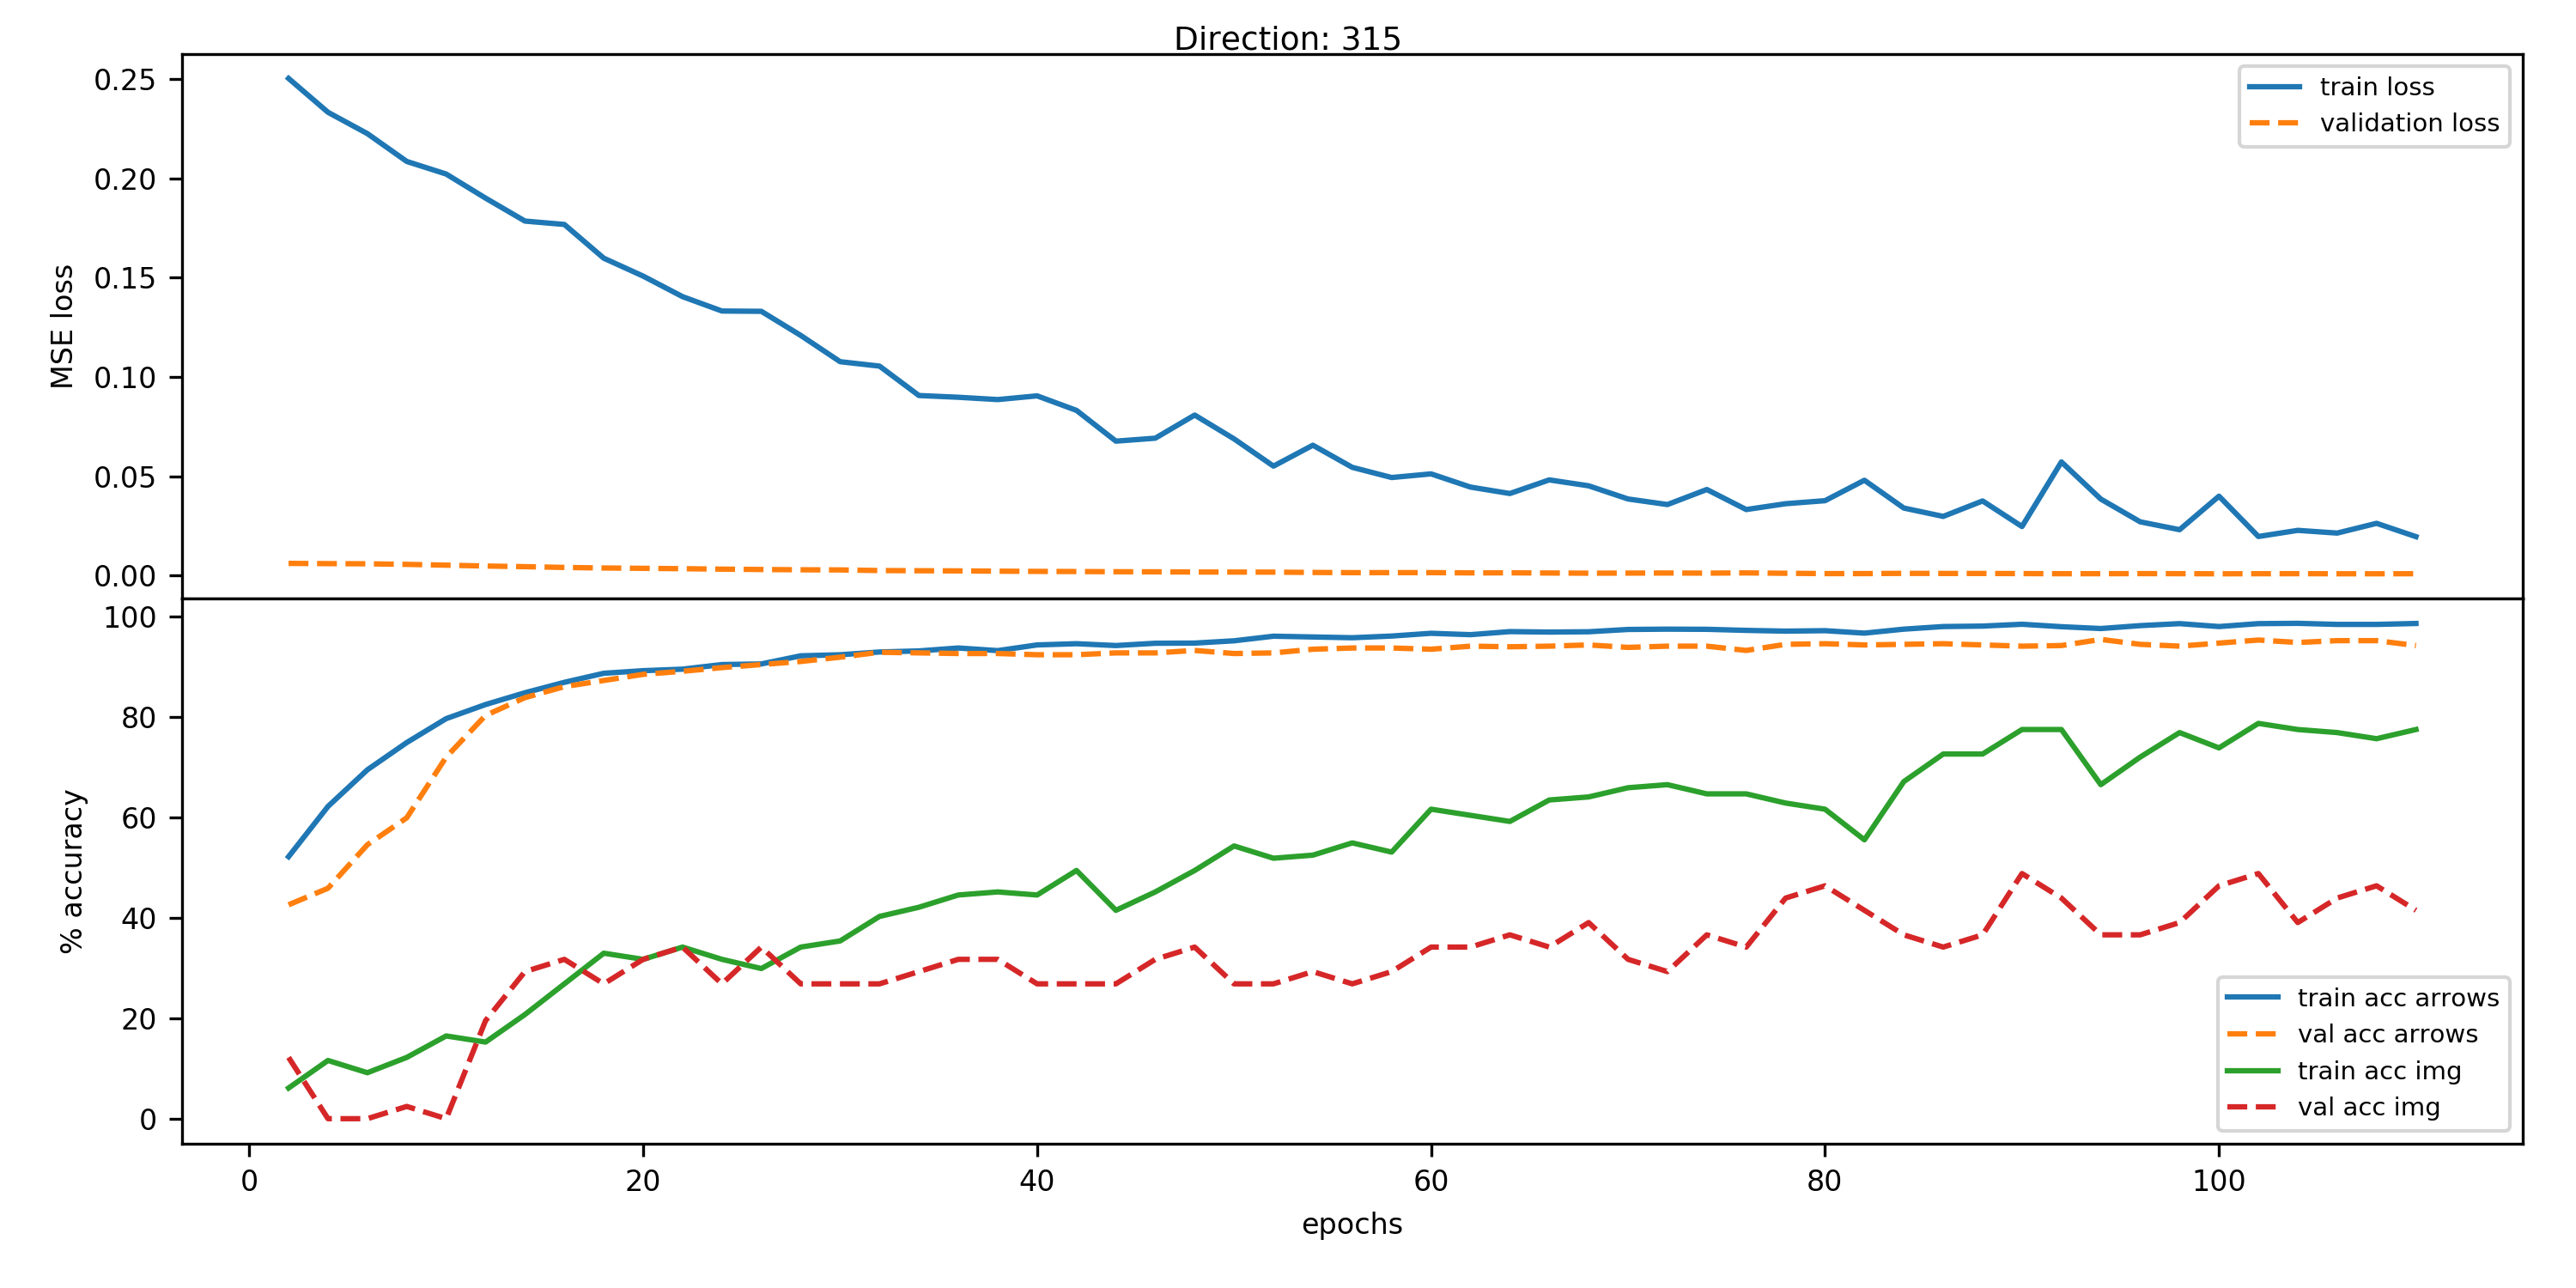 Direction: 315
0.25
0.20
0.15
0.10
0.05
0.00
MSE loss
train loss
validation loss
100
80
60
40
20
0
% accuracy
train acc arrows
val acc arrows
train acc img
val acc img
0 20 40 60 80 100
epochs